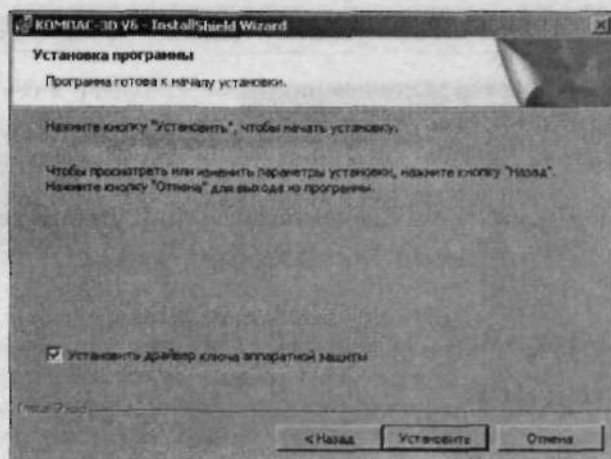 КОМПАС-3D V6 - InstallShield Wizard
Установка программы
Программа готова к началу установки.
Нажмите кнопку "Установить", чтобы начать установку.
Чтобы просмотреть или изменить параметры установки, нажмите кнопку "Назад".
Нажмите кнопку "Отмена" для выхода из программы.
Установить драйвер ключа аппаратной защиты
InstallShield
< Назад
Установить
Отмена